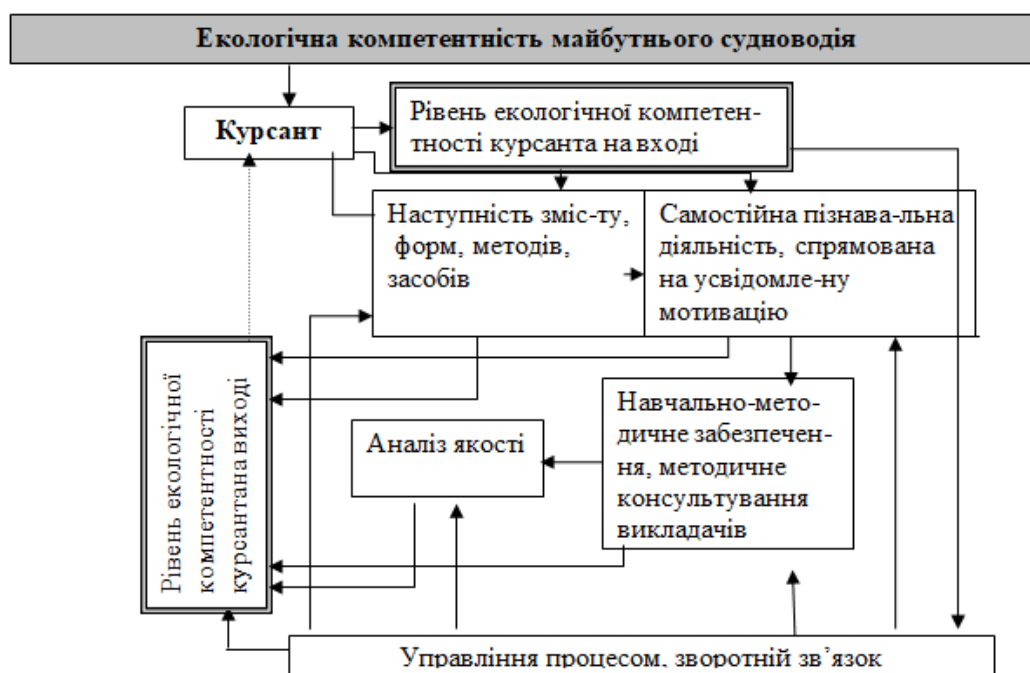 Екологічна компетентність майбутнього судноводія
Курсант
Рівень екологічної компетен-
тності курсанта на вході
Наступність зміс-ту,
форм, методів,
засобів
Самостійна пізнава-льна
діяльність, спрямована
на усвідомле-ну
мотивацію
Рівень екологічної
компетентності
курсантана виході
Аналіз якості
Навчально-мето-
дичне забезпечен-
ня, методичне
консультування
викладачів
Управління процесом, зворотній зв’язок